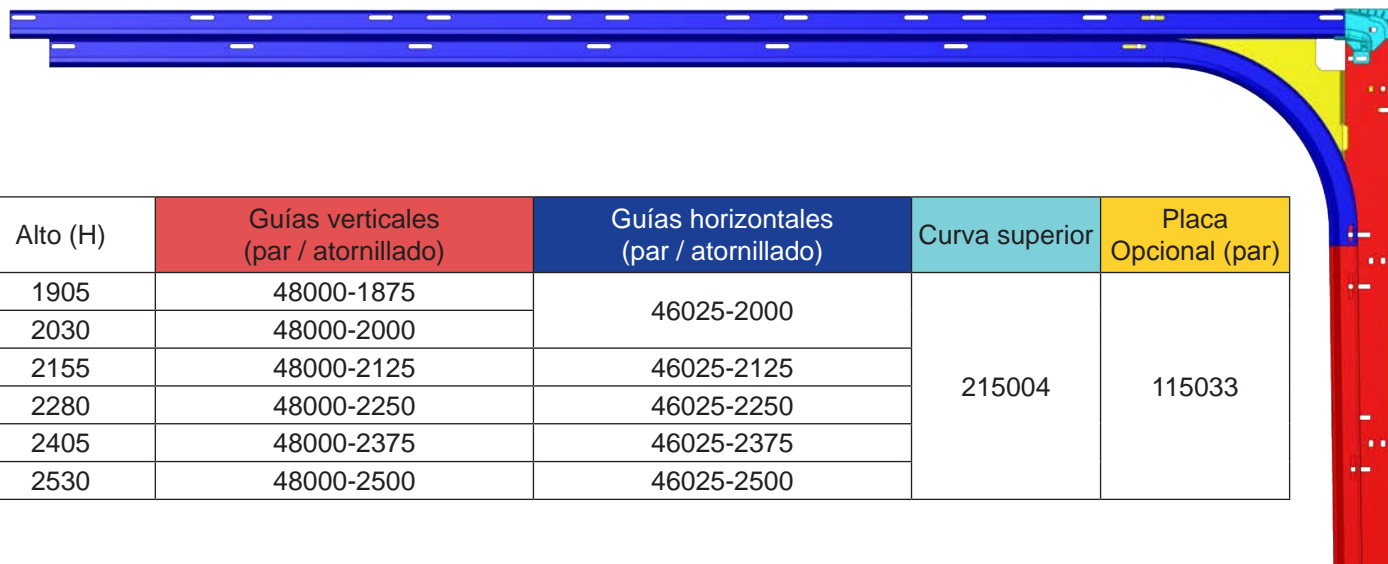 Alto (H)
Guías verticales
(par / atornillado)
Guías horizontales
(par / atornillado)
Curva superior
Placa
Opcional (par)
1905
48000-1875
46025-2000
2030
48000-2000
2155
48000-2125
46025-2125
215004
115033
2280
48000-2250
46025-2250
2405
48000-2375
46025-2375
2530
48000-2500
46025-2500